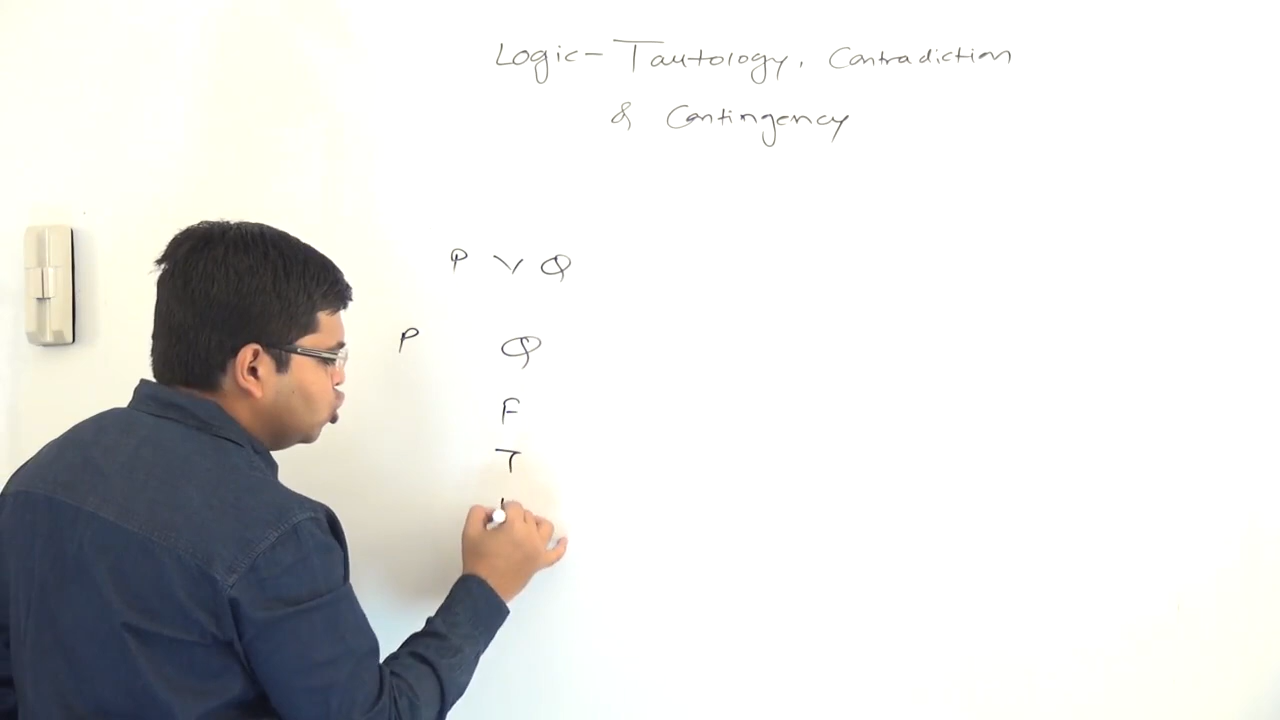 Logic - Tautology, Contradiction
& Contingency
P ∨ Q
P Q
F
T